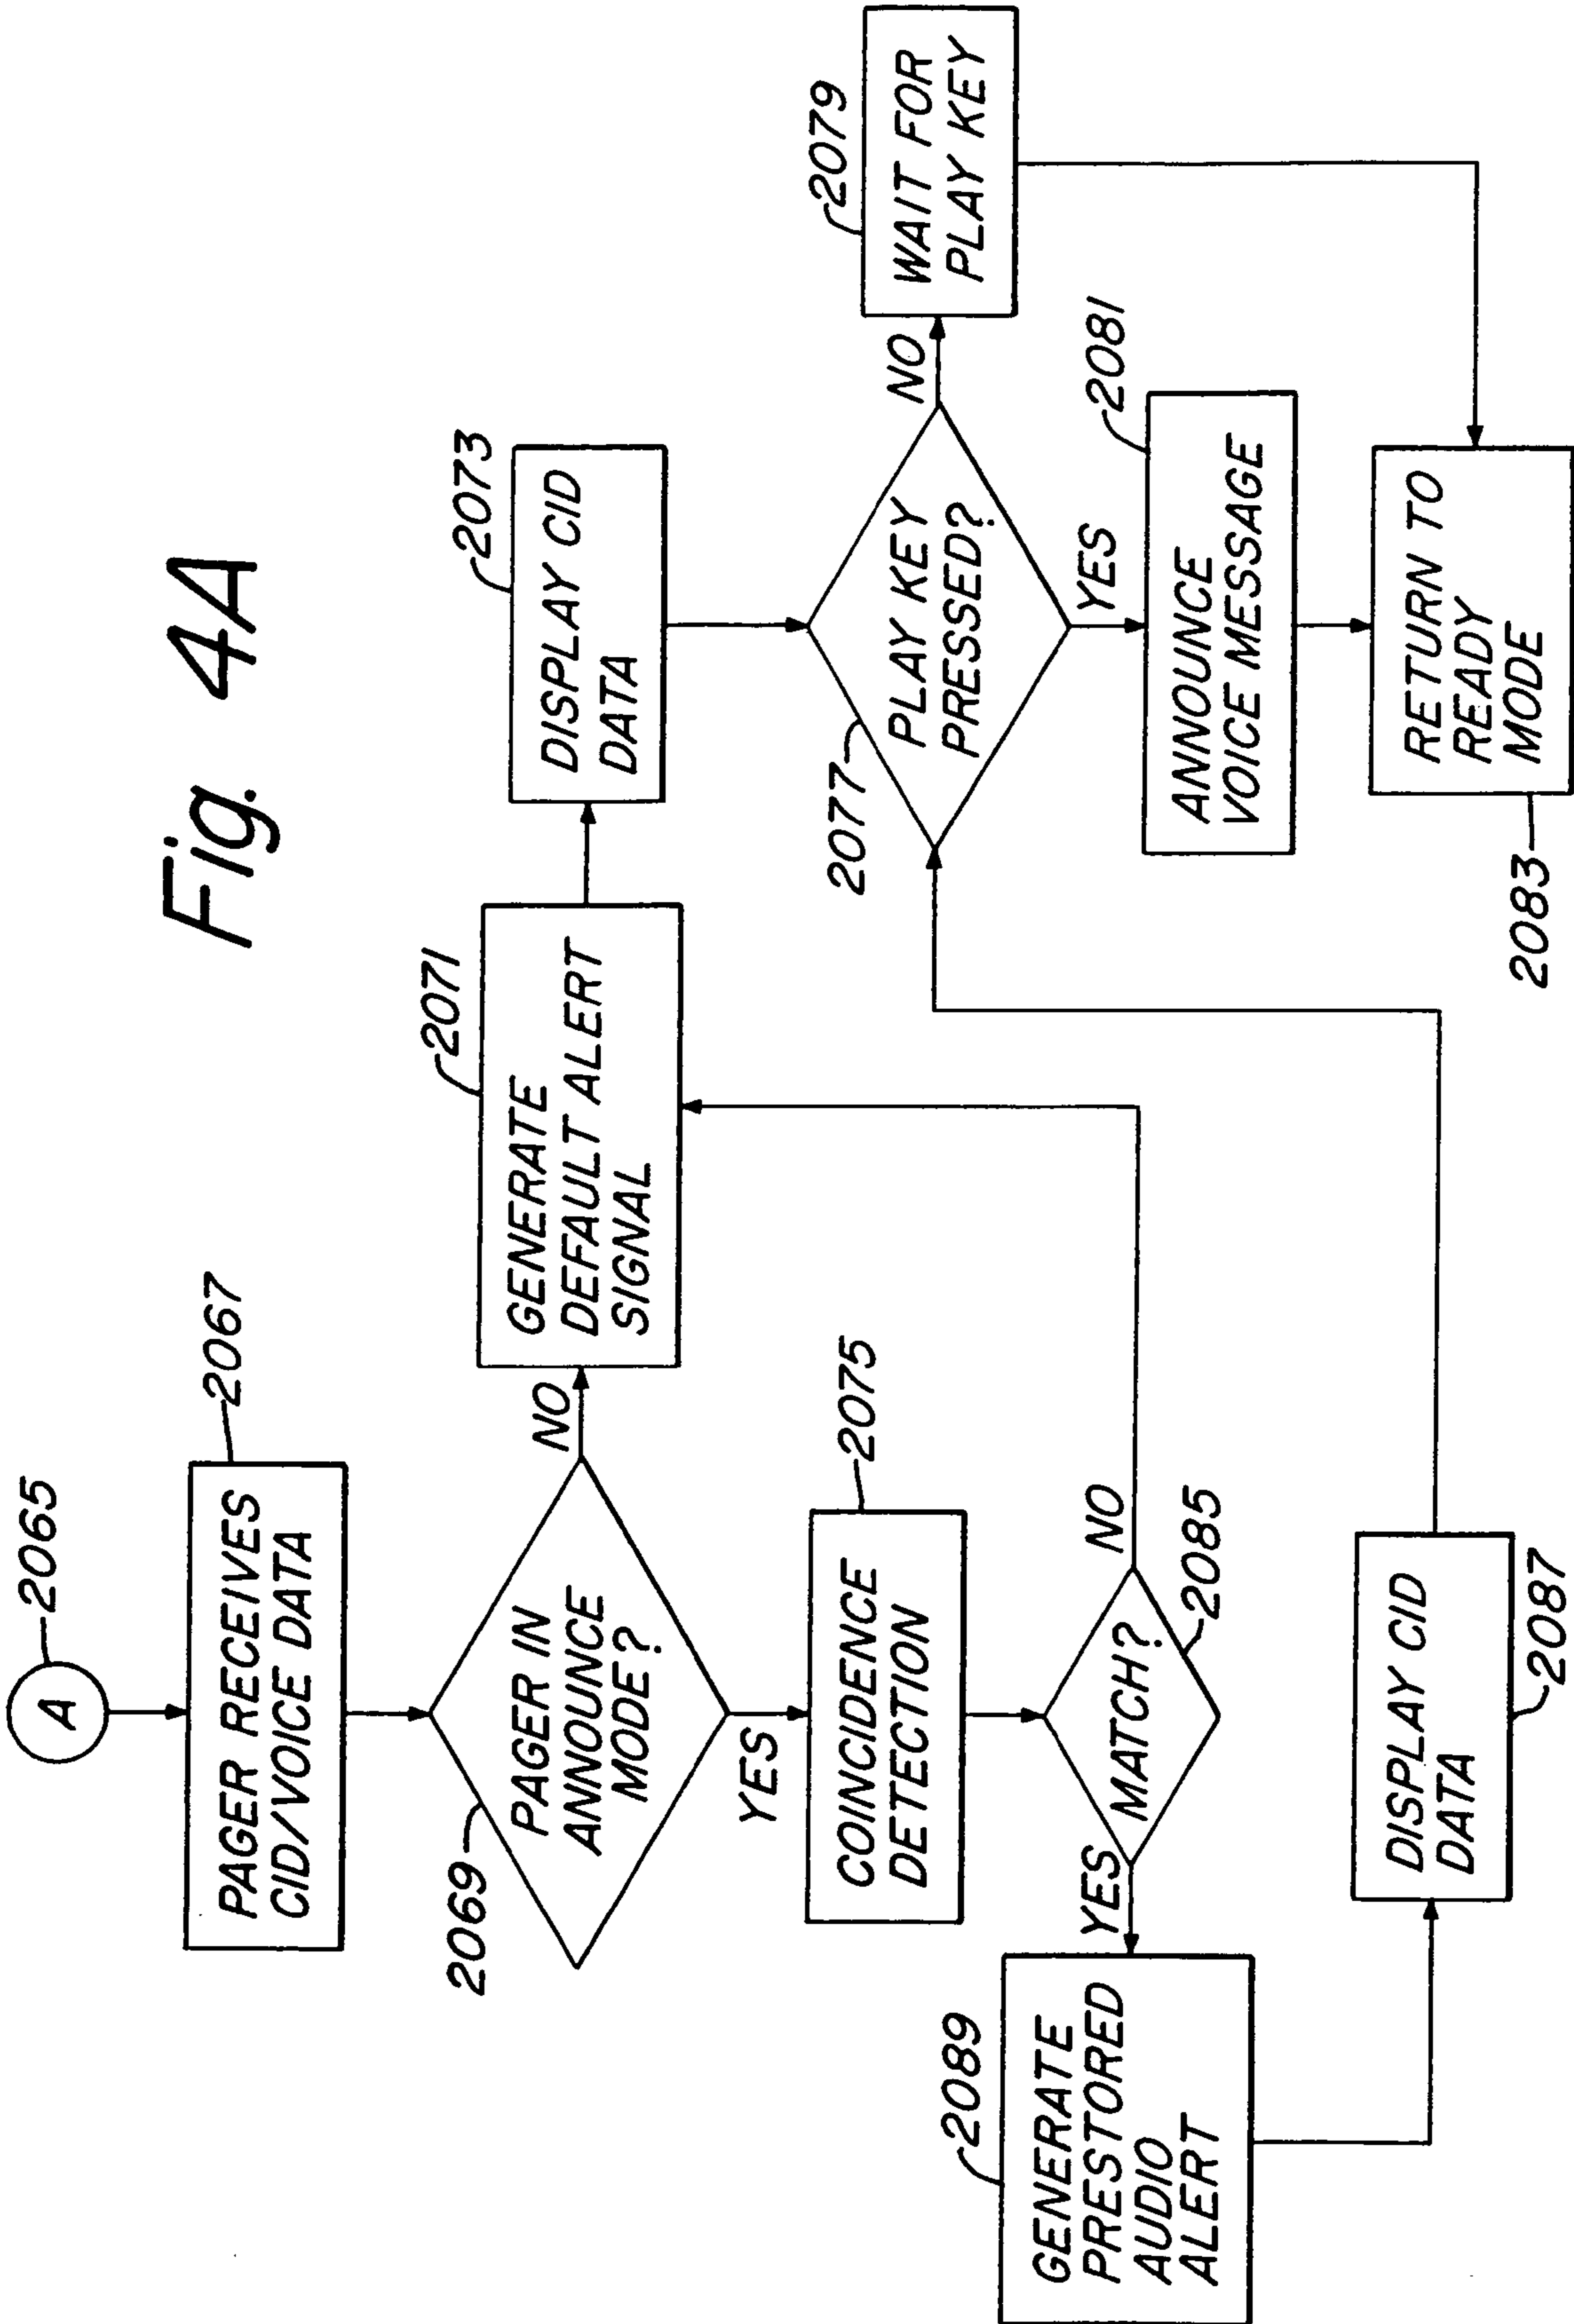 Fig. 4A
A
2065
PAGER RECEIVES
CID/VOICE DATA
2067
PAGER IN
ANNOUNCE
MODE?
2069
NO
YES
GENERATE
DEFAULT ALERT
SIGNAL
2071
DISPLAY CID
DATA
2073
COINCIDENCE
DETECTION
2075
MATCH?
2085
NO
YES
GENERATE
PRESTORED
AUDIO
ALERT
2089
DISPLAY CID
DATA
2087
PLAY KEY
PRESSED?
2077
NO
YES
WAIT FOR
PLAY KEY
2079
ANNOUNCE
VOICE MESSAGE
2081
RETURN TO
READY
MODE
2083